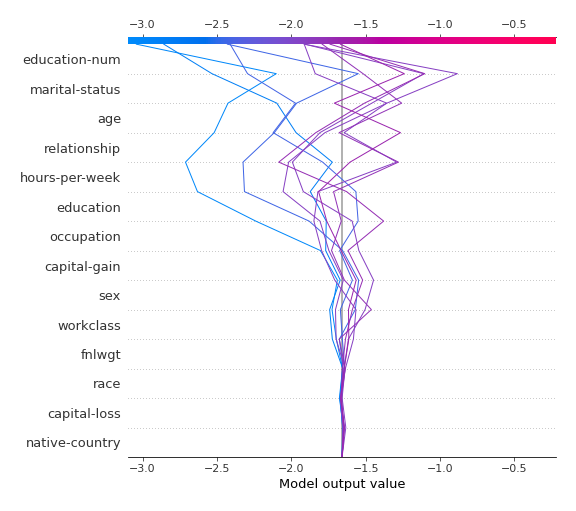 −3.0 −2.5 −2.0 −1.5 −1.0 −0.5
education-num
marital-status
age
relationship
hours-per-week
education
occupation
capital-gain
sex
workclass
fnlwgt
race
capital-loss
native-country
−3.0 −2.5 −2.0 −1.5 −1.0 −0.5
Model output value